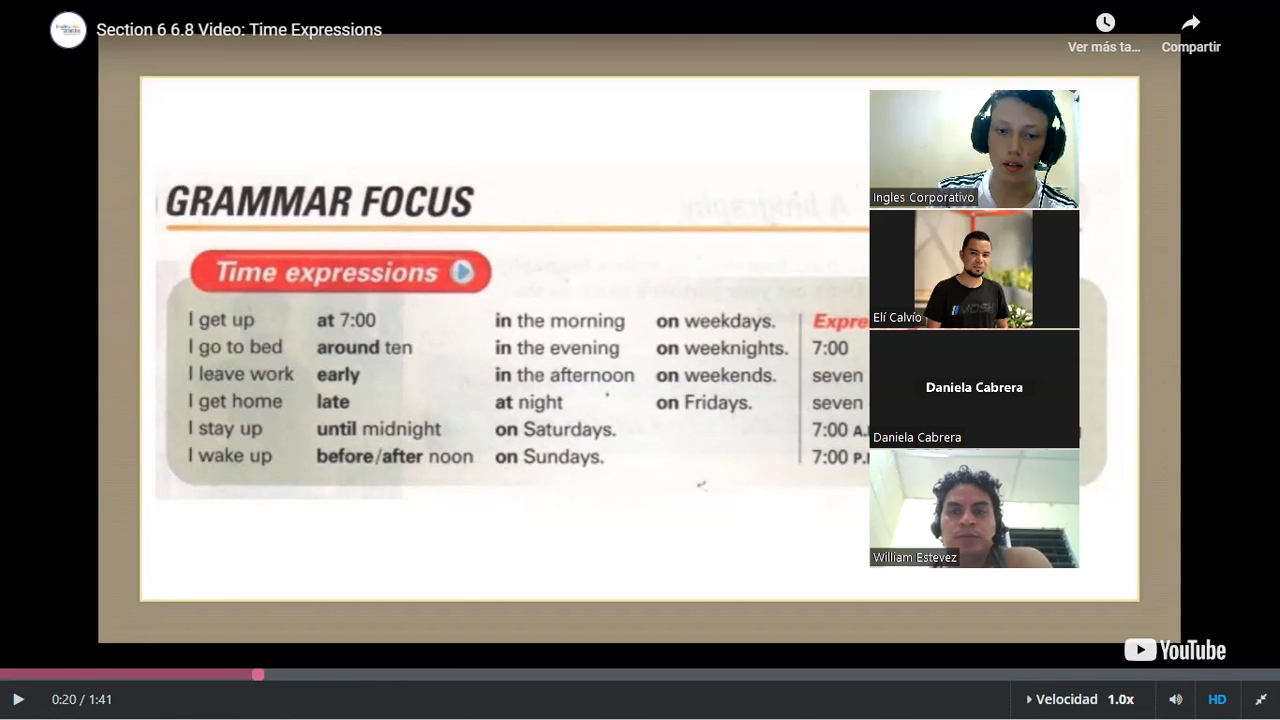 Section 6 6.8 Video: Time Expressions
Ver más ta...
Compartir
GRAMMAR FOCUS
Time expressions
I get up at 7:00 in the morning on weekdays. Expre
I go to bed around ten in the evening on weeknights. 7:00
I leave work early in the afternoon on weekends. seven
I get home late at night on Fridays. seven
I stay up until midnight on Saturdays. 7:00 A.
I wake up before/after noon on Sundays. 7:00 P.
Ingles Corporativo
Elí Calvío
Daniela Cabrera
Daniela Cabrera
William Estevez
YouTube
0:20 / 1:41
Velocidad 1.0x
HD